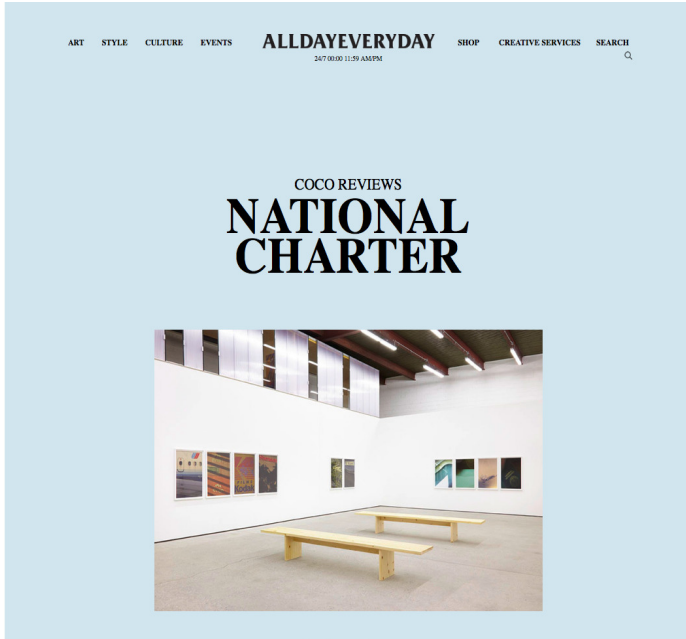 ART STYLE CULTURE EVENTS ALLDAYEVERYDAY SHOP CREATIVE SERVICES SEARCH
24/7 00:00 11:59 AM/PM
COCO REVIEWS
NATIONAL
CHARTER